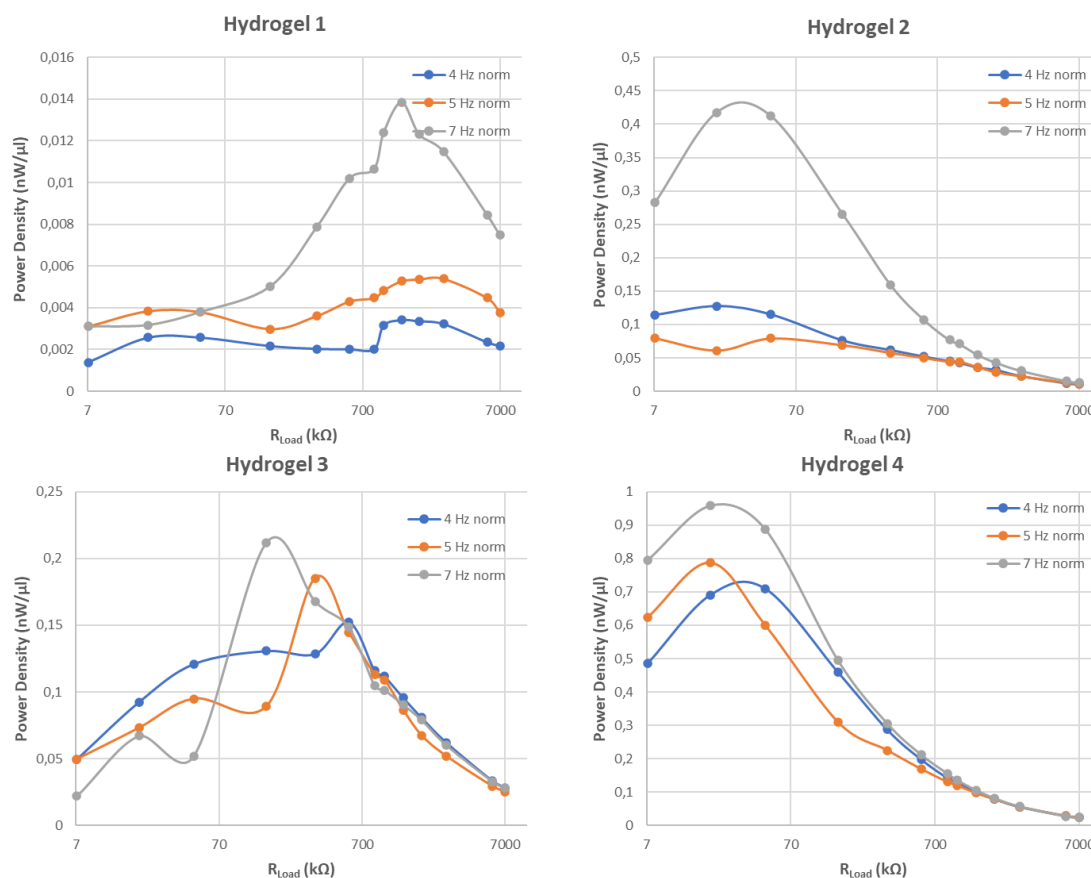 Hydrogel 1
Power Density (nW/µl)
0,016
0,014
0,012
0,01
0,008
0,006
0,004
0,002
0
4 Hz norm
5 Hz norm
7 Hz norm
7
70
700
7000
RLoad (kΩ)
Hydrogel 2
Power Density (nW/µl)
0,5
0,45
0,4
0,35
0,3
0,25
0,2
0,15
0,1
0,05
0
4 Hz norm
5 Hz norm
7 Hz norm
7
70
700
7000
RLoad (kΩ)
Hydrogel 3
Power Density (nW/µl)
0,25
0,2
0,15
0,1
0,05
0
4 Hz norm
5 Hz norm
7 Hz norm
7
70
700
7000
RLoad (kΩ)
Hydrogel 4
Power Density (nW/µl)
1
0,9
0,8
0,7
0,6
0,5
0,4
0,3
0,2
0,1
0
4 Hz norm
5 Hz norm
7 Hz norm
7
70
700
7000
RLoad (kΩ)